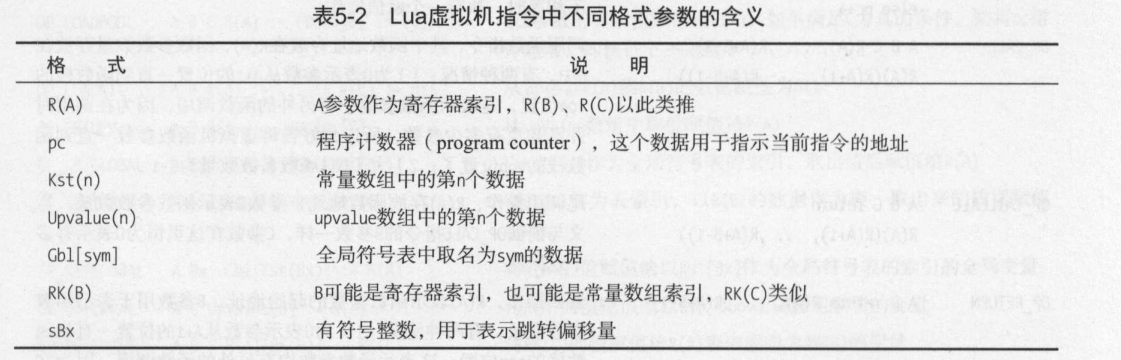 表5-2 Lua虚拟机指令中不同格式参数的含义
格 式 说 明
R(A) A参数作为寄存器索引，R(B)、R(C)以此类推
pc 程序计数器（program counter），这个数据用于指示当前指令的地址
Kst(n) 常量数组中的第n个数据
Upvalue(n) upvalue数组中的第n个数据
Gbl[sym] 全局符号表中取名为sym的数据
RK(B) B可能是寄存器索引，也可能是常量数组索引，RK(C)类似
sBx 有符号整数，用于表示跳转偏移量